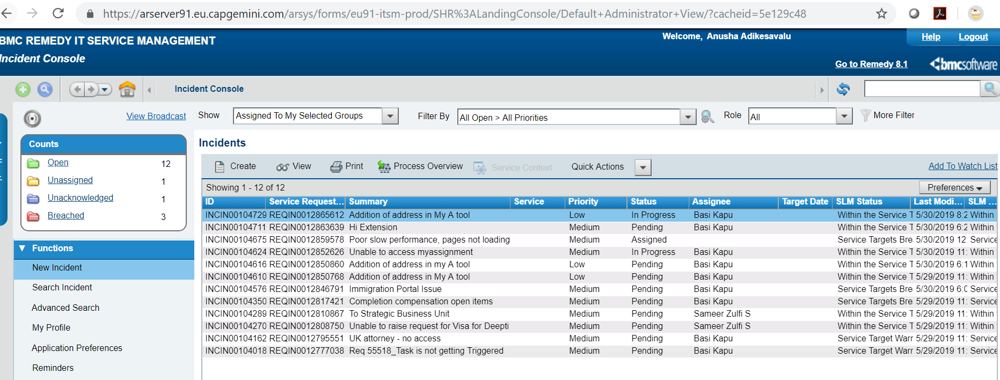 https://arserver91.eu.capgemini.com/arsys/forms/eu91-itsm-prod/SHR%3ALandingConsole/Default+Administrator+View/?cacheid=5e129c48
BMC REMEDY IT SERVICE MANAGEMENT
Welcome, Anusha Adikesavalu
Help Logout
Incident Console
Go to Remedy 8.1 bmcsoftware
Incident Console
View Broadcast Show Assigned To My Selected Groups Filter By All Open > All Priorities Role All More Filter
Counts
Open 12
Unassigned 1
Unacknowledged 1
Breached 3
Functions
New Incident
Search Incident
Advanced Search
My Profile
Application Preferences
Reminders
Incidents
Create View Print Process Overview Service Context Quick Actions Add To Watch List
Showing 1 - 12 of 12 Preferences
ID Service Request... Summary Service Priority Status Assignee Target Date SLM Status Last Modi... SLM ...
INCIN00104729 REQIN0012865612 Addition of address in My A tool Low In Progress Basi Kapu Within the Service T 5/30/2019 8:2 Within
INCIN00104711 REQIN0012863639 Hi Extension Medium Pending Basi Kapu Within the Service T 5/30/2019 6:2 Within
INCIN00104675 REQIN0012859578 Poor slow performance, pages not loading Medium Assigned Service Targets Bre 5/30/2019 12: Service
INCIN00104624 REQIN0012852626 Unable to access myassignment Medium In Progress Basi Kapu Within the Service T 5/30/2019 11: Within
INCIN00104616 REQIN0012850860 Addition of address in my A tool Low Pending Basi Kapu Within the Service T 5/30/2019 6:1 Within
INCIN00104610 REQIN0012850768 Addition of address in My A tool Low Pending Basi Kapu Within the Service T 5/29/2019 11: Within
INCIN00104576 REQIN0012846791 Immigration Portal Issue Medium Pending Basi Kapu Service Targets Bre 5/30/2019 6:0 Service
INCIN00104350 REQIN0012817421 Completion compensation open items Medium Pending Basi Kapu Service Targets Bre 5/29/2019 11: Service
INCIN00104289 REQIN0012810867 To Strategic Business Unit Medium Pending Sameer Zulfi S Within the Service T 5/29/2019 11: Within
INCIN00104270 REQIN0012808750 Unable to raise request for Visa for Deepti Medium Pending Sameer Zulfi S Within the Service T 5/29/2019 11: Within
INCIN00104162 REQIN0012795551 UK attorney - no access Medium Pending Basi Kapu Service Target Warr 5/29/2019 11: Service
INCIN00104018 REQIN0012777038 Req 55518_Task is not getting Triggered Medium Pending Basi Kapu Service Target Warr 5/29/2019 11: Service